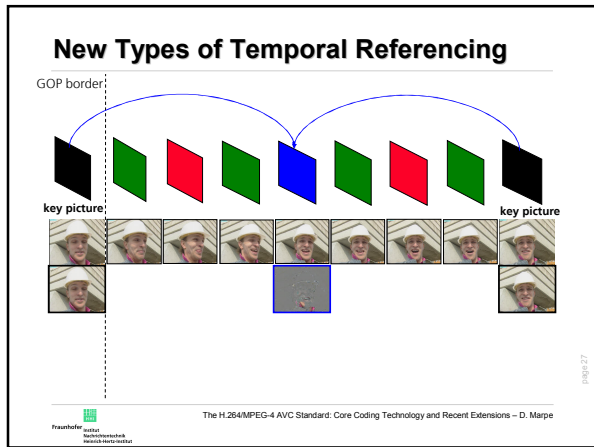 New Types of Temporal Referencing
GOP border
key picture
key picture
page 27
The H.264/MPEG-4 AVC Standard: Core Coding Technology and Recent Extensions – D. Marpe
Fraunhofer Institut
Nachrichtentechnik
Heinrich-Hertz-Institut